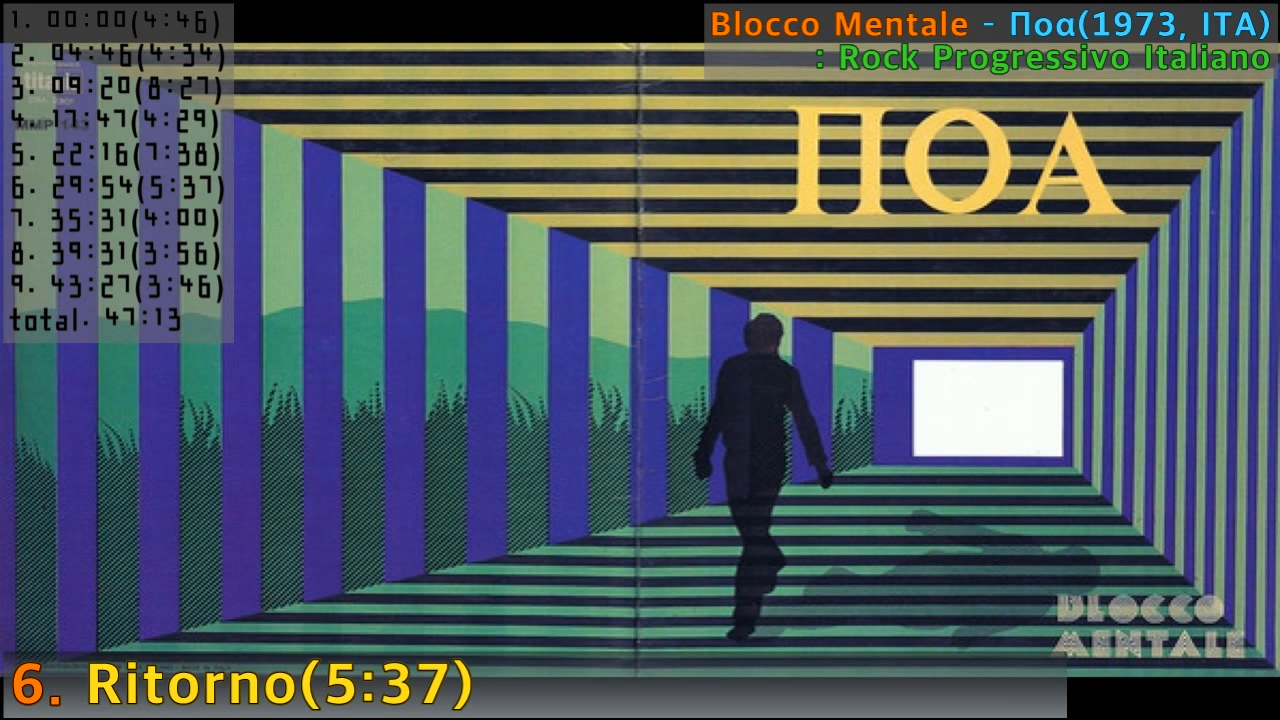 1. 00:00(4:46)
2. 04:46(4:34)
3. 09:20(8:27)
4. 17:47(4:29)
5. 22:16(7:38)
6. 29:54(5:37)
7. 35:31(4:00)
8. 39:31(3:56)
9. 43:27(3:46)
total. 47:13
Blocco Mentale - Ποα(1973, ITA)
: Rock Progressivo Italiano
titania
ΠΟΑ
BLOCCO
MENTALE
6. Ritorno(5:37)